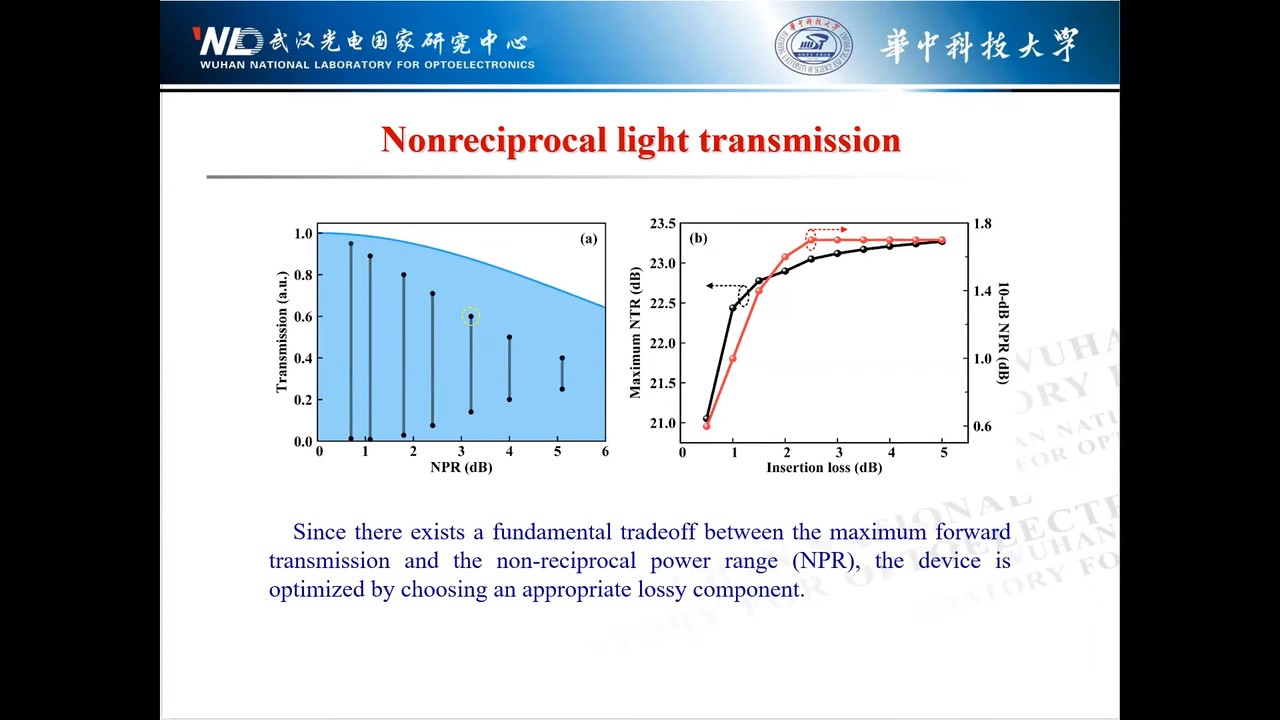 武汉光电国家研究中心
WUHAN NATIONAL LABORATORY FOR OPTOELECTRONICS
華中科技大學
Nonreciprocal light transmission
(a)
1.0
0.8
0.6
0.4
0.2
0.0
Transmission (a.u.)
0 1 2 3 4 5 6
NPR (dB)
(b)
23.5
23.0
22.5
22.0
21.5
21.0
Maximum NTR (dB)
1.8
1.4
1.0
0.6
10-dB NPR (dB)
0 1 2 3 4 5
Insertion loss (dB)
Since there exists a fundamental tradeoff between the maximum forward
transmission and the non-reciprocal power range (NPR), the device is
optimized by choosing an appropriate lossy component.